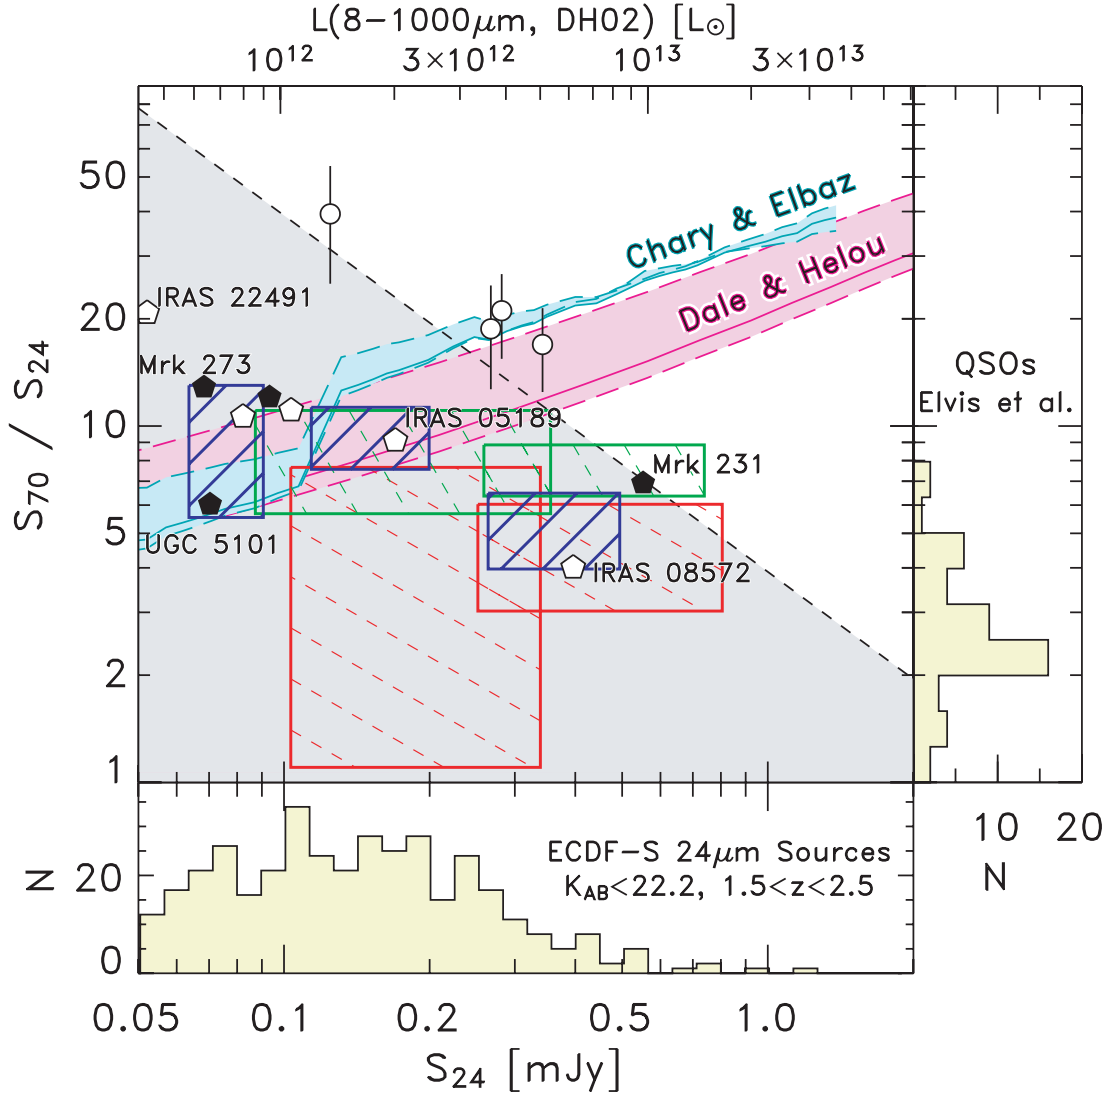 L(8−1000μm, DH02) [L⊙]
10¹² 3×10¹² 10¹³ 3×10¹³
50
Chary & Elbaz
Dale & Helou
20
IRAS 22491
Mrk 273
QSOs
Elvis et al.
S₇₀ / S₂₄
10
IRAS 05189
Mrk 231
5
UGC 5101
IRAS 08572
2
1
10 20
N
ECDF−S 24μm Sources
K_AB<22.2, 1.5<z<2.5
N
20
0
0.05 0.1 0.2 0.5 1.0
S₂₄ [mJy]